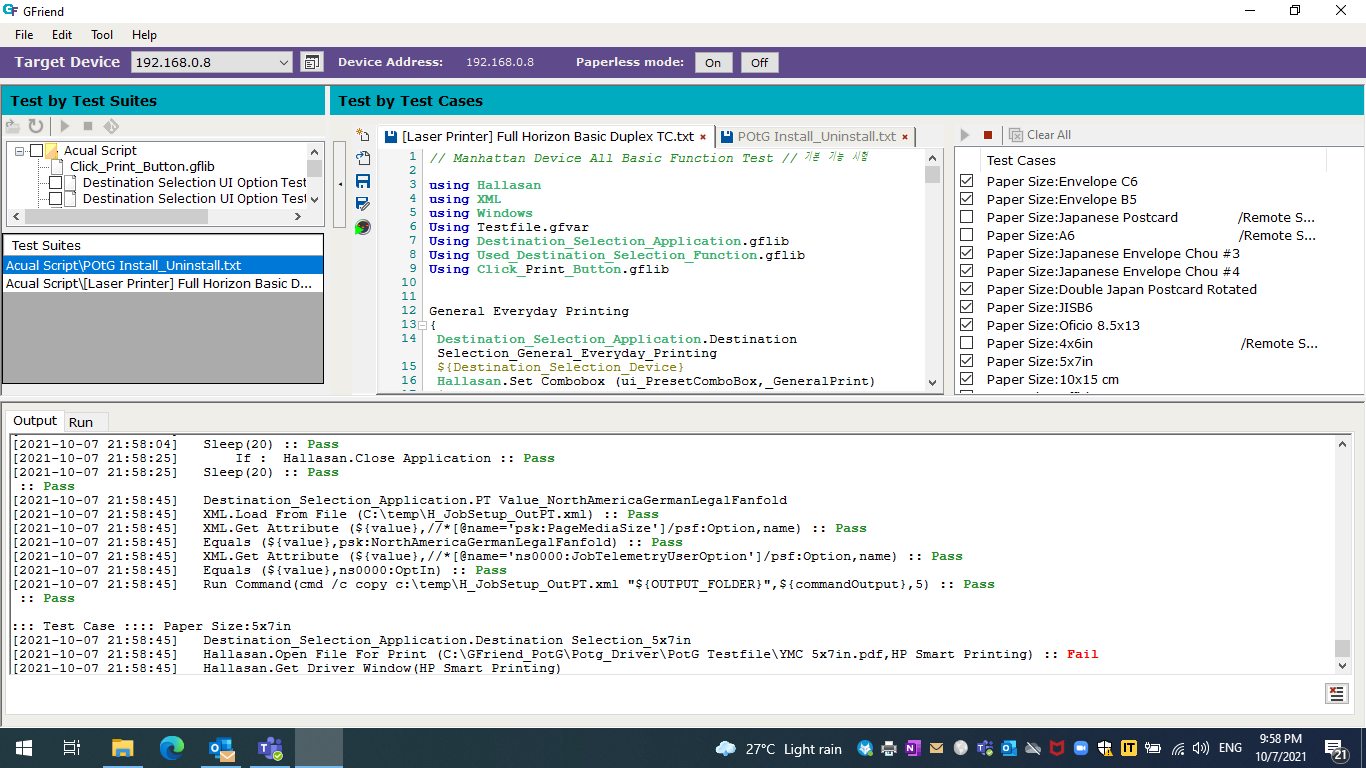 GFriend
File Edit Tool Help
Target Device 192.168.0.8 Device Address: 192.168.0.8 Paperless mode: On Off
Test by Test Suites
Test by Test Cases
Acual Script
Click_Print_Button.gflib
Destination Selection UI Option Test
Destination Selection UI Option Test
Test Suites
Acual Script\POtG Install_Uninstall.txt
Acual Script\[Laser Printer] Full Horizon Basic D...
[Laser Printer] Full Horizon Basic Duplex TC.txt × POtG Install_Uninstall.txt ×
1 // Manhattan Device All Basic Function Test // 기본 기능 시험
2
3 using Hallasan
4 using XML
5 using Windows
6 Using Testfile.gfvar
7 Using Destination_Selection_Application.gflib
8 Using Used_Destination_Selection_Function.gflib
9 Using Click_Print_Button.gflib
10
11
12 General Everyday Printing
13 {
14 Destination_Selection_Application.Destination
Selection_General_Everyday_Printing
15 ${Destination_Selection_Device}
16 Hallasan.Set Combobox (ui_PresetComboBox,_GeneralPrint)
Clear All
Test Cases
Paper Size:Envelope C6
Paper Size:Envelope B5
Paper Size:Japanese Postcard /Remote S...
Paper Size:A6 /Remote S...
Paper Size:Japanese Envelope Chou #3
Paper Size:Japanese Envelope Chou #4
Paper Size:Double Japan Postcard Rotated
Paper Size:JISB6
Paper Size:Oficio 8.5x13
Paper Size:4x6in /Remote S...
Paper Size:5x7in
Paper Size:10x15 cm
Output Run
[2021-10-07 21:58:04] Sleep(20) :: Pass
[2021-10-07 21:58:25] If : Hallasan.Close Application :: Pass
[2021-10-07 21:58:25] Sleep(20) :: Pass
:: Pass
[2021-10-07 21:58:45] Destination_Selection_Application.PT Value_NorthAmericaGermanLegalFanfold
[2021-10-07 21:58:45] XML.Load From File (C:\temp\H_JobSetup_OutPT.xml) :: Pass
[2021-10-07 21:58:45] XML.Get Attribute (${value},//*[@name='psk:PageMediaSize']/psf:Option,name) :: Pass
[2021-10-07 21:58:45] Equals (${value},psk:NorthAmericaGermanLegalFanfold) :: Pass
[2021-10-07 21:58:45] XML.Get Attribute (${value},//*[@name='ns0000:JobTelemetryUserOption']/psf:Option,name) :: Pass
[2021-10-07 21:58:45] Equals (${value},ns0000:OptIn) :: Pass
[2021-10-07 21:58:45] Run Command(cmd /c copy c:\temp\H_JobSetup_OutPT.xml "${OUTPUT_FOLDER}",${commandOutput},5) :: Pass
:: Pass
::: Test Case :::: Paper Size:5x7in
[2021-10-07 21:58:45] Destination_Selection_Application.Destination Selection_5x7in
[2021-10-07 21:58:45] Hallasan.Open File For Print (C:\GFriend_PotG\Potg_Driver\PotG Testfile\YMC 5x7in.pdf,HP Smart Printing) :: Fail
[2021-10-07 21:58:45] Hallasan.Get Driver Window(HP Smart Printing)
27°C Light rain ENG 9:58 PM
10/7/2021 21